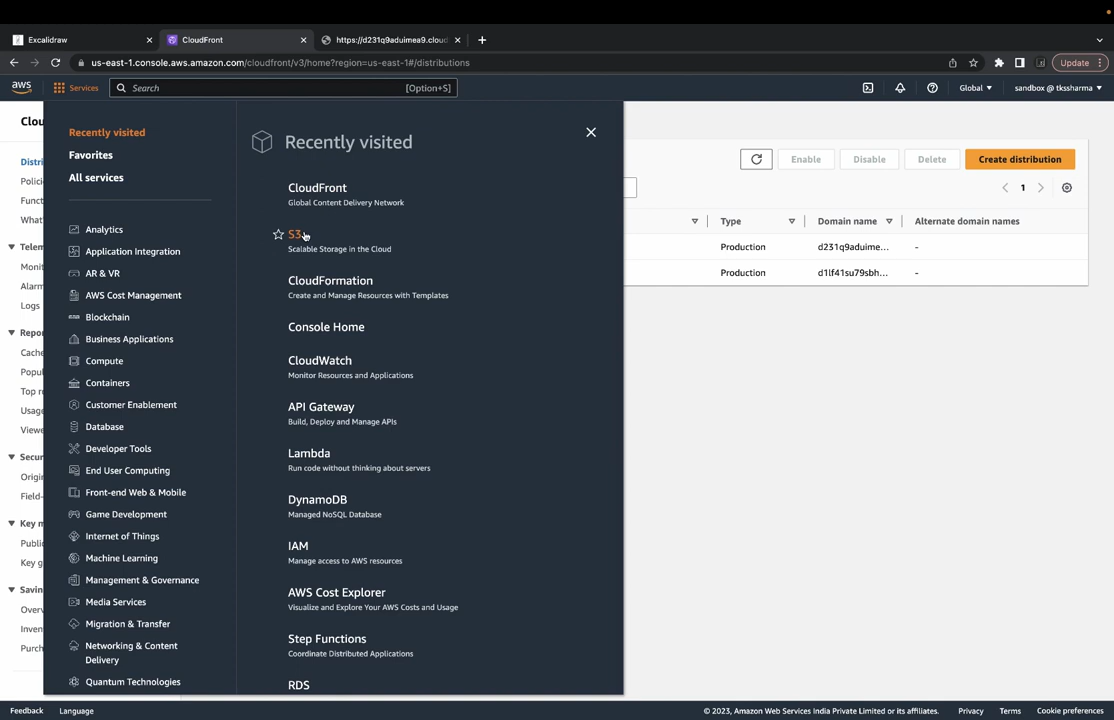 Excalidraw
CloudFront
https://d231q9aduimea9.cloud
us-east-1.console.aws.amazon.com/cloudfront/v3/home?region=us-east-1#/distributions
Update
aws
Services
Search
[Option+S]
Global
sandbox @ tkssharma
Clou
Distri
Polici
Funct
What'
Telem
Monit
Alarm
Logs
Repor
Cache
Popul
Top re
Usage
Viewe
Secur
Origin
Field-
Key m
Publi
Key g
Savin
Overv
Inven
Purch
Recently visited
Favorites
All services
Analytics
Application Integration
AR & VR
AWS Cost Management
Blockchain
Business Applications
Compute
Containers
Customer Enablement
Database
Developer Tools
End User Computing
Front-end Web & Mobile
Game Development
Internet of Things
Machine Learning
Management & Governance
Media Services
Migration & Transfer
Networking & Content
Delivery
Quantum Technologies
Recently visited
CloudFront
Global Content Delivery Network
S3
Scalable Storage in the Cloud
CloudFormation
Create and Manage Resources with Templates
Console Home
CloudWatch
Monitor Resources and Applications
API Gateway
Build, Deploy and Manage APIs
Lambda
Run code without thinking about servers
DynamoDB
Managed NoSQL Database
IAM
Manage access to AWS resources
AWS Cost Explorer
Visualize and Explore Your AWS Costs and Usage
Step Functions
Coordinate Distributed Applications
RDS
Enable
Disable
Delete
Create distribution
1
Type
Domain name
Alternate domain names
Production
d231q9aduime...
-
Production
d1lf41su79sbh...
-
Feedback
Language
© 2023, Amazon Web Services India Private Limited or its affiliates.
Privacy
Terms
Cookie preferences